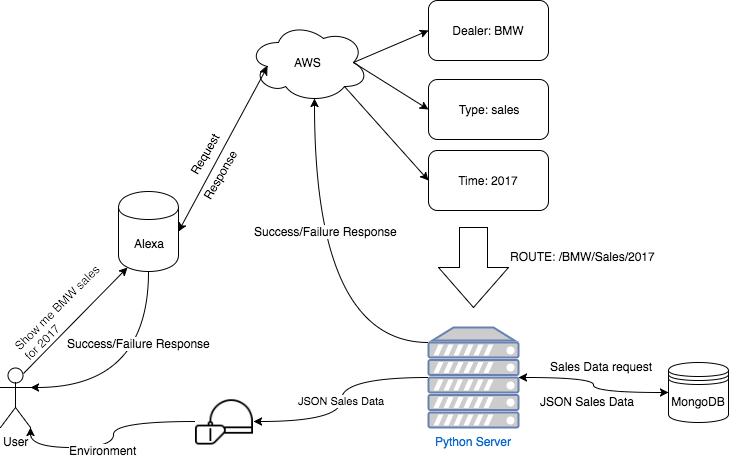 Dealer: BMW
AWS
Type: sales
Request
Response
Time: 2017
Alexa
Success/Failure Response
ROUTE: /BMW/Sales/2017
Show me BMW sales
for 2017
Success/Failure Response
Sales Data request
JSON Sales Data
JSON Sales Data
MongoDB
User
Environment
Python Server